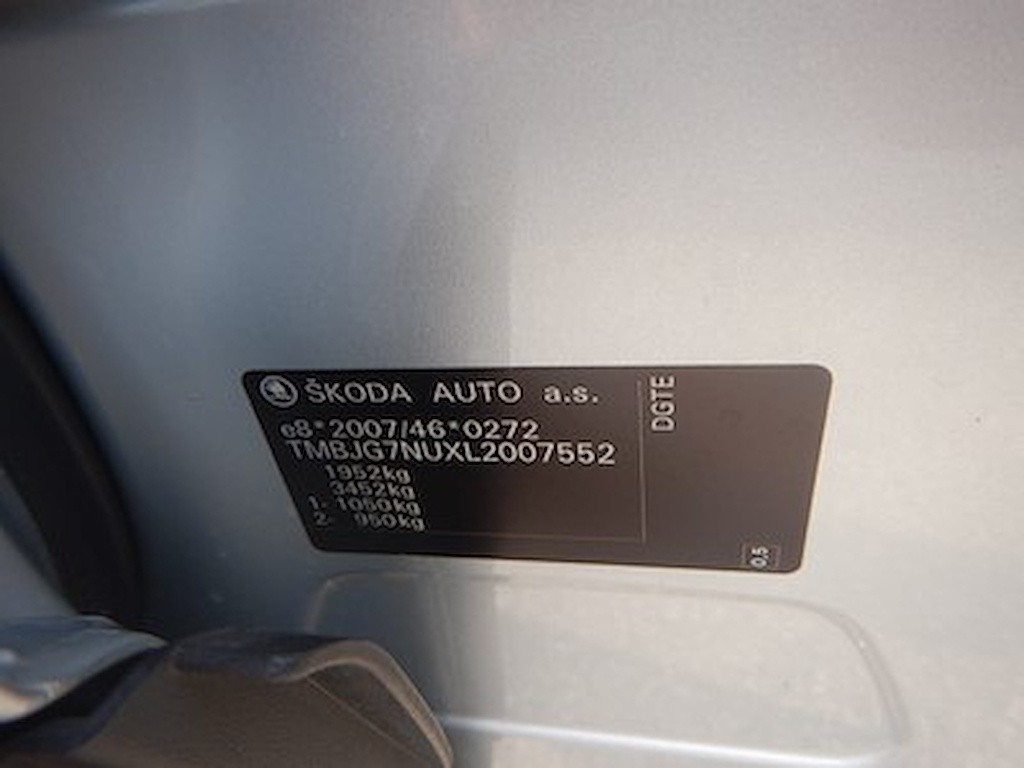 ŠKODA AUTO a.s.
e8*2007/46*0272
TMBJG7NUXL2007552
1952kg
3452kg
1- 1050kg
2- 950kg
DGTE
0,5